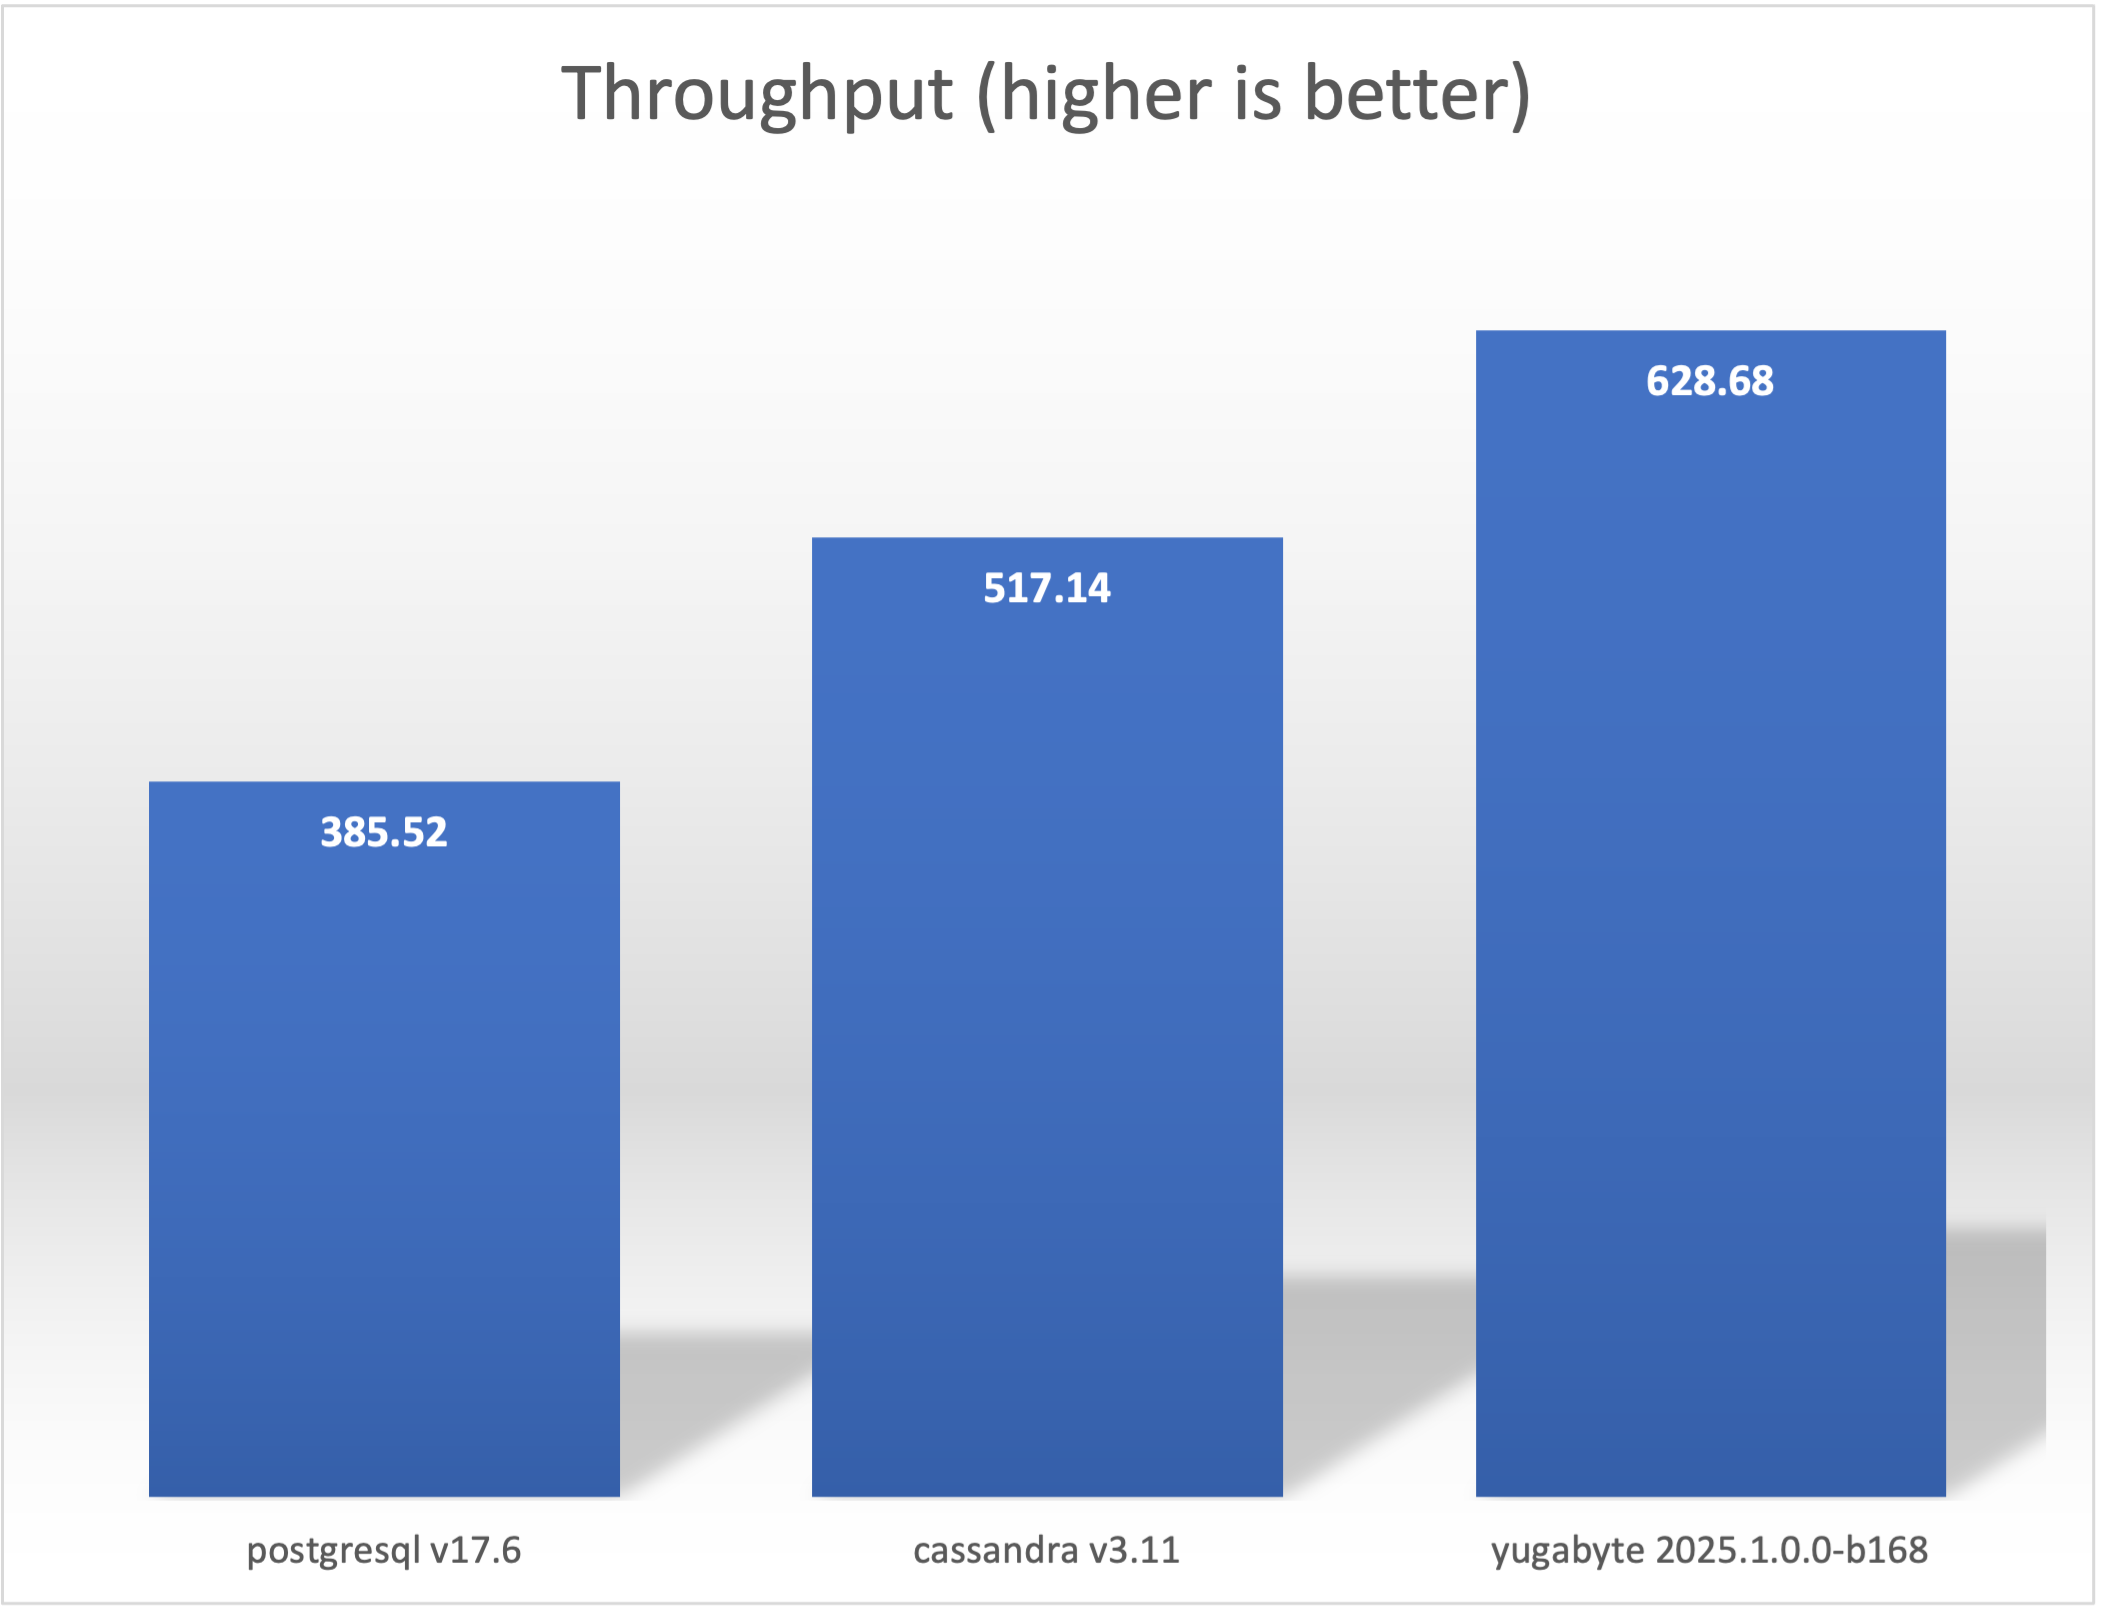 Throughput (higher is better)
385.52
517.14
628.68
postgresql v17.6
cassandra v3.11
yugabyte 2025.1.0.0-b168